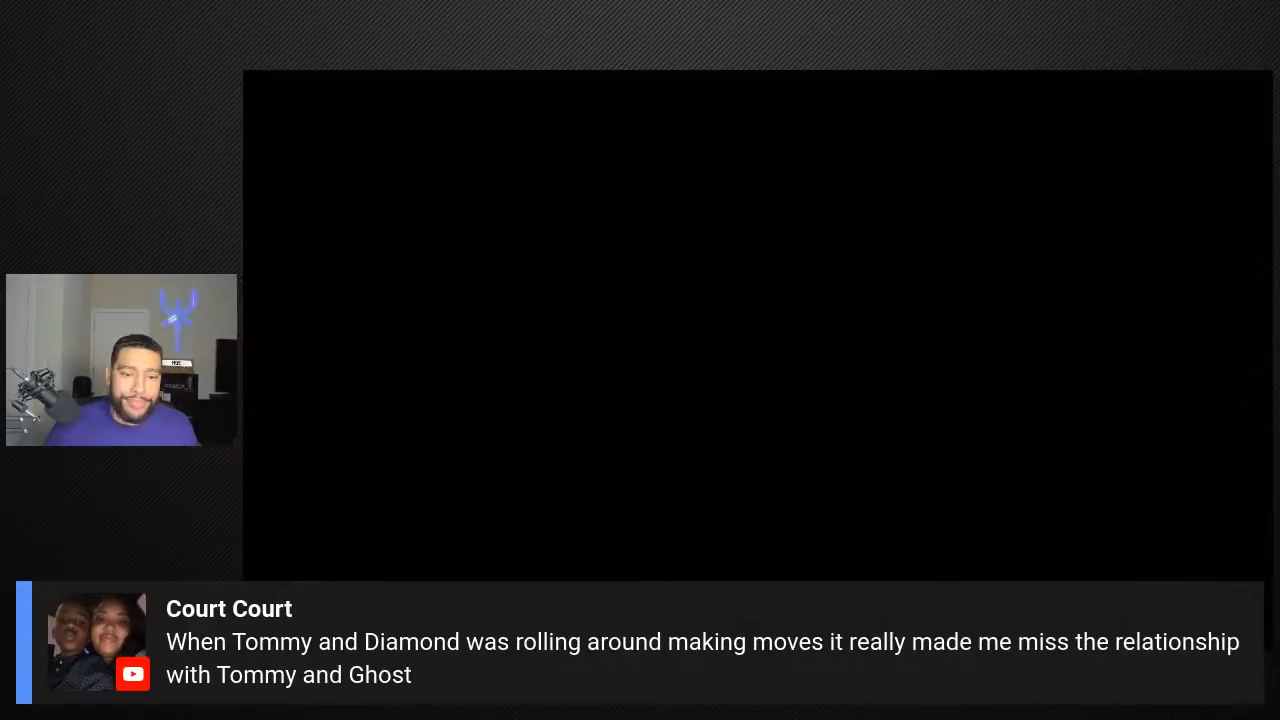 Court Court
When Tommy and Diamond was rolling around making moves it really made me miss the relationship
with Tommy and Ghost